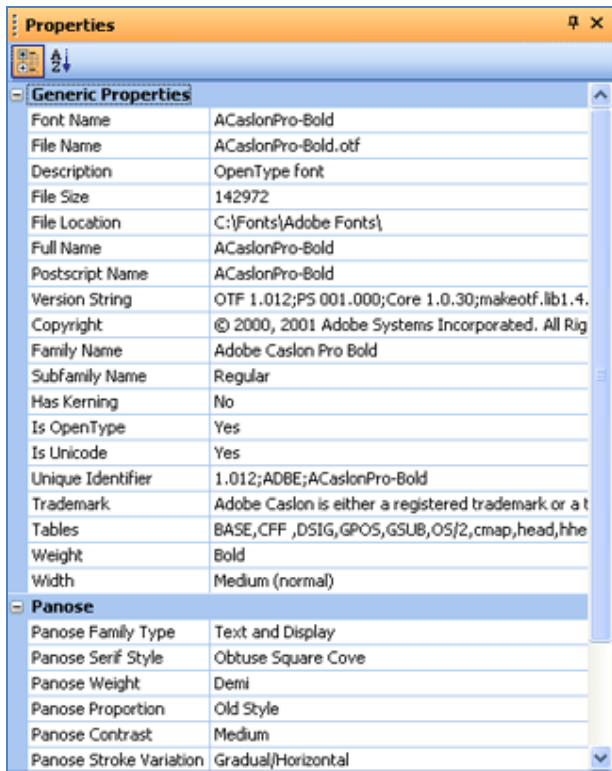 Properties
Generic Properties
Font Name ACaslonPro-Bold
File Name ACaslonPro-Bold.otf
Description OpenType font
File Size 142972
File Location C:\Fonts\Adobe Fonts\
Full Name ACaslonPro-Bold
Postscript Name ACaslonPro-Bold
Version String OTF 1.012;PS 001.000;Core 1.0.30;makeotf.lib1.4.
Copyright © 2000, 2001 Adobe Systems Incorporated. All Rig
Family Name Adobe Caslon Pro Bold
Subfamily Name Regular
Has Kerning No
Is OpenType Yes
Is Unicode Yes
Unique Identifier 1.012;ADBE;ACaslonPro-Bold
Trademark Adobe Caslon is either a registered trademark or a t
Tables BASE,CFF ,DSIG,GPOS,GSUB,OS/2,cmap,head,hhe
Weight Bold
Width Medium (normal)
Panose
Panose Family Type Text and Display
Panose Serif Style Obtuse Square Cove
Panose Weight Demi
Panose Proportion Old Style
Panose Contrast Medium
Panose Stroke Variation Gradual/Horizontal